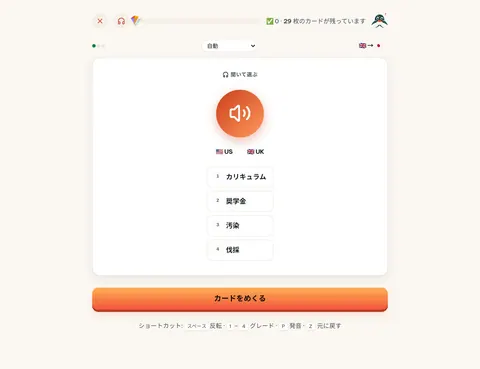 ✅ 0 · 29 枚のカードが残っています
自動
🇬🇧→🇯🇵
🎧 聞いて選ぶ
🇺🇸 US 🇬🇧 UK
1 カリキュラム
2 奨学金
3 汚染
4 伐採
カードをめくる
ショートカット: スペース 反転 · 1 – 4 グレード · P 発音 · Z 元に戻す